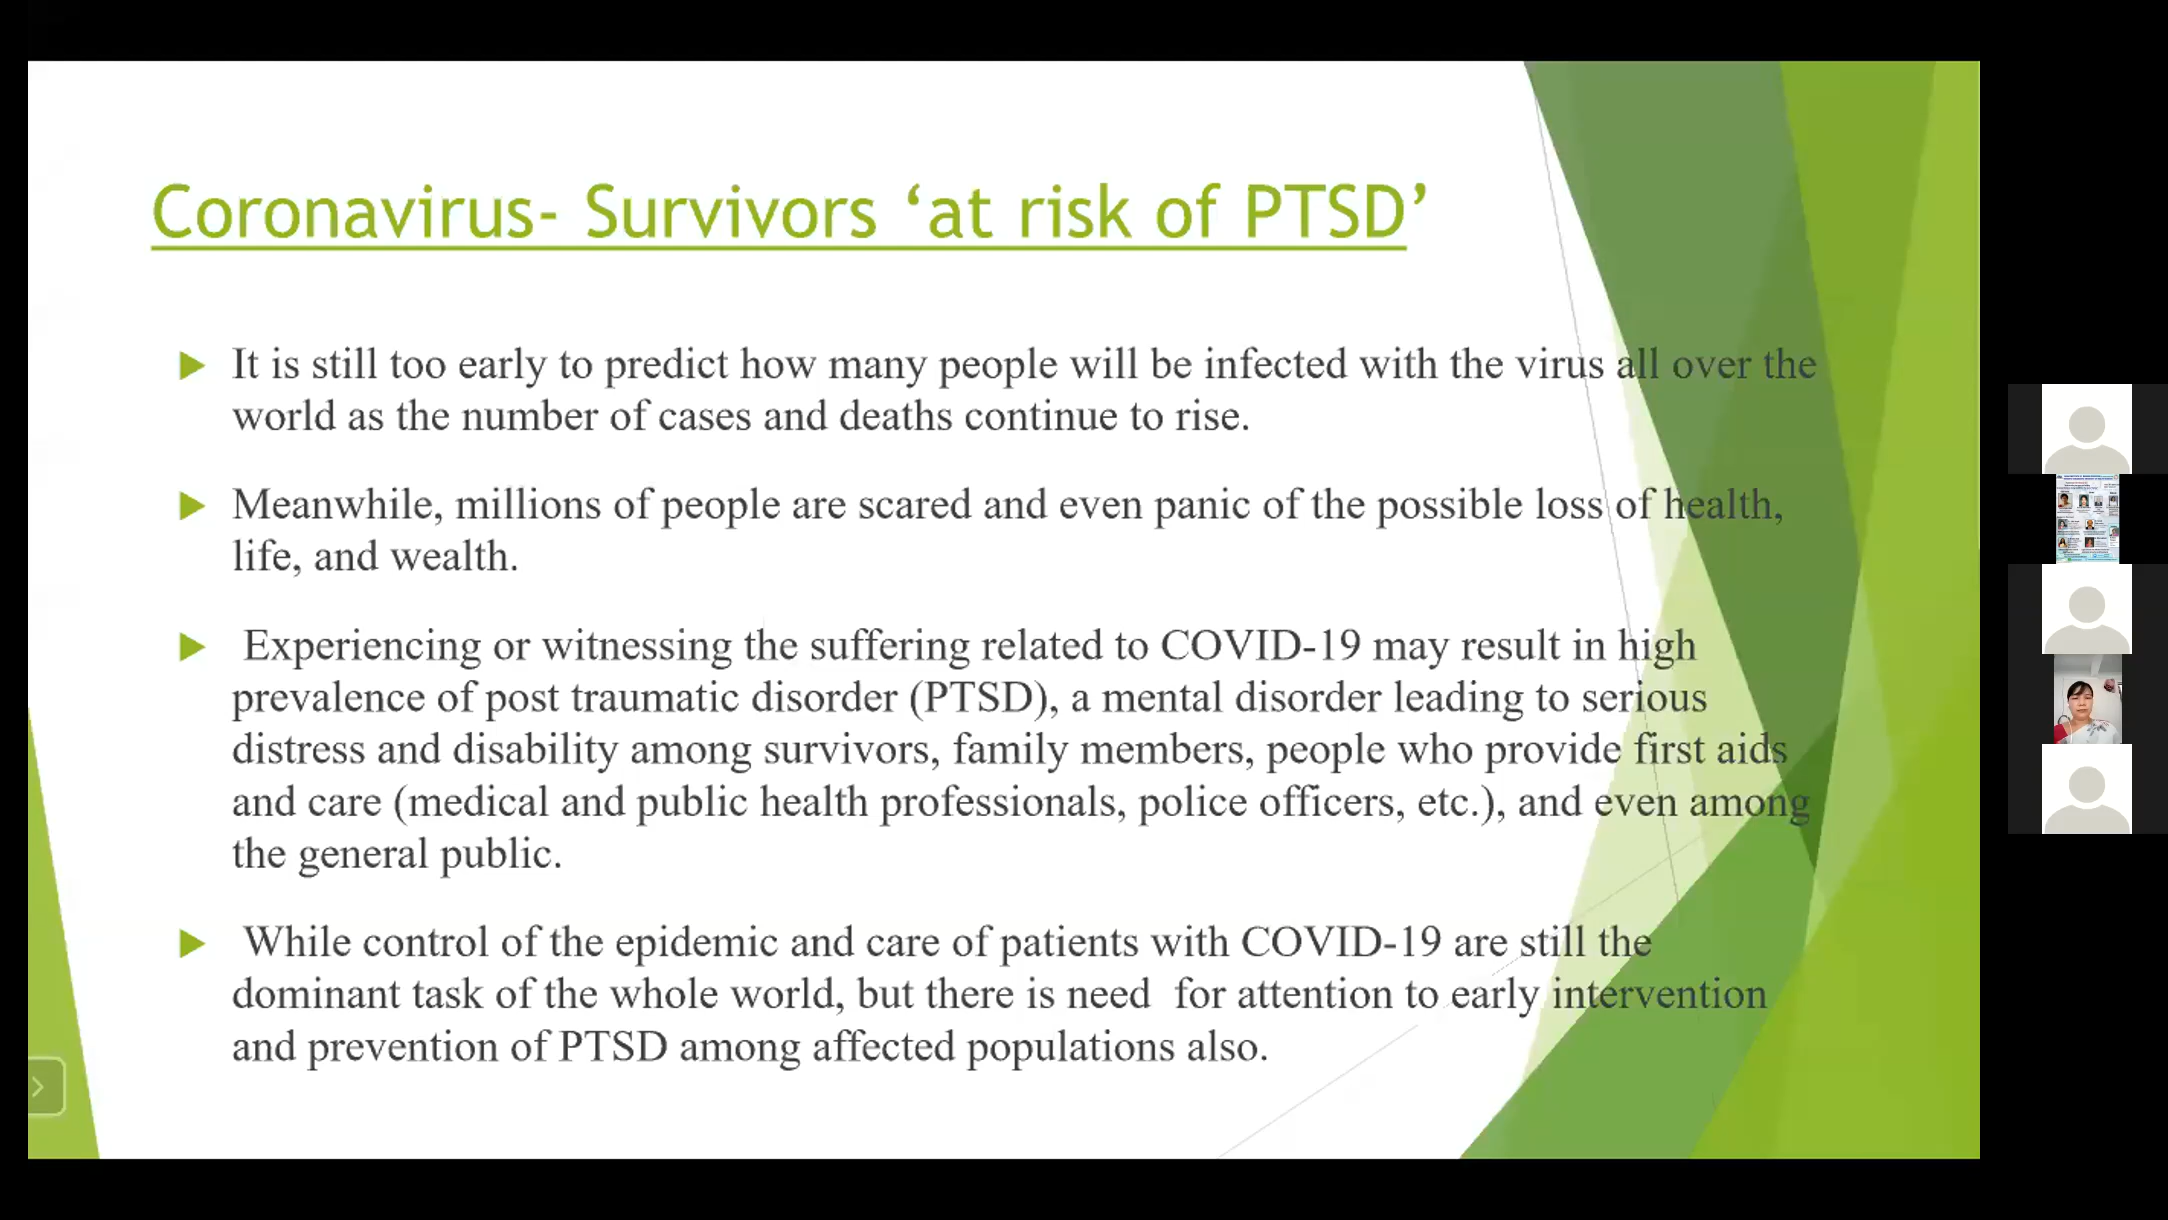 Coronavirus- Survivors ‘at risk of PTSD’
It is still too early to predict how many people will be infected with the virus all over the
world as the number of cases and deaths continue to rise.
Meanwhile, millions of people are scared and even panic of the possible loss of health,
life, and wealth.
Experiencing or witnessing the suffering related to COVID-19 may result in high
prevalence of post traumatic disorder (PTSD), a mental disorder leading to serious
distress and disability among survivors, family members, people who provide first aids
and care (medical and public health professionals, police officers, etc.), and even among
the general public.
While control of the epidemic and care of patients with COVID-19 are still the
dominant task of the whole world, but there is need  for attention to early intervention
and prevention of PTSD among affected populations also.